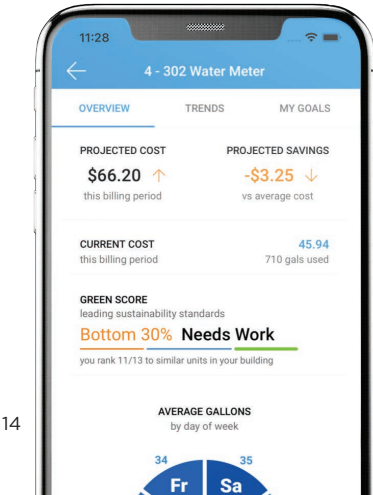 11:28
4 - 302 Water Meter
OVERVIEW TRENDS MY GOALS
PROJECTED COST PROJECTED SAVINGS
$66.20 ↑ -$3.25 ↓
this billing period vs average cost
CURRENT COST 45.94
this billing period 710 gals used
GREEN SCORE
leading sustainability standards
Bottom 30% Needs Work
you rank 11/13 to similar units in your building
AVERAGE GALLONS
by day of week
14
34 35
Fr Sa